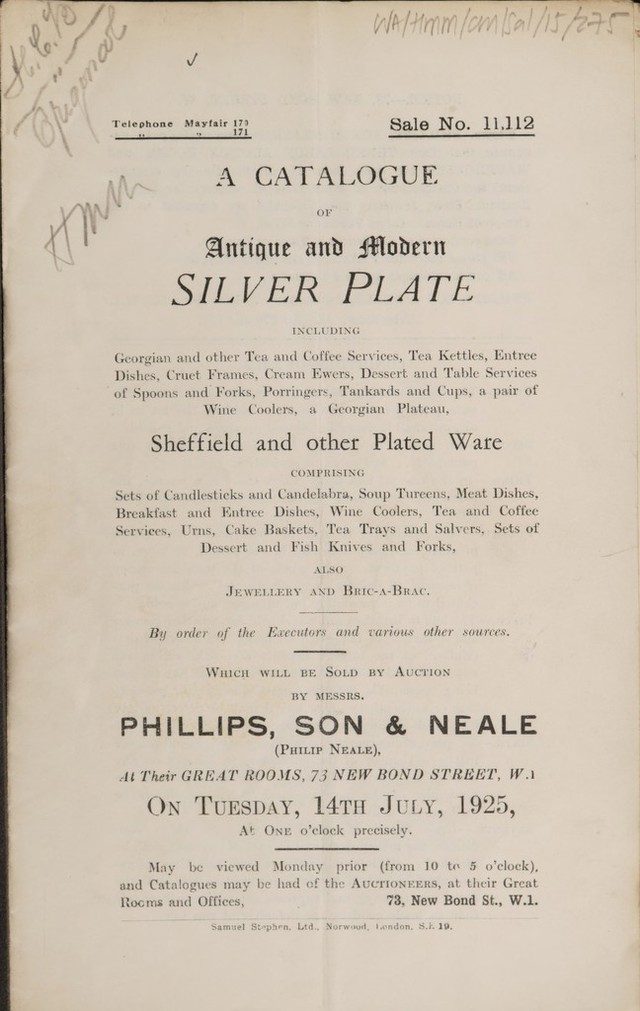 WA/Hmm/cm/sal/15/275
Telephone Mayfair 170
„ „ 171
Sale No. 11,112
Hmm
A CATALOGUE
OF
Antique and Modern
SILVER PLATE
INCLUDING
Georgian and other Tea and Coffee Services, Tea Kettles, Entree
Dishes, Cruet Frames, Cream Ewers, Dessert and Table Services
of Spoons and Forks, Porringers, Tankards and Cups, a pair of
Wine Coolers, a Georgian Plateau,
Sheffield and other Plated Ware
COMPRISING
Sets of Candlesticks and Candelabra, Soup Tureens, Meat Dishes,
Breakfast and Entree Dishes, Wine Coolers, Tea and Coffee
Services, Urns, Cake Baskets, Tea Trays and Salvers, Sets of
Dessert and Fish Knives and Forks,
ALSO
JEWELLERY AND BRIC-A-BRAC.
By order of the Executors and various other sources.
WHICH WILL BE SOLD BY AUCTION
BY MESSRS.
PHILLIPS, SON & NEALE
(PHILIP NEALE),
At Their GREAT ROOMS, 73 NEW BOND STREET, W.1
ON TUESDAY, 14TH JULY, 1925,
At ONE o'clock precisely.
May be viewed Monday prior (from 10 to 5 o'clock),
and Catalogues may be had of the AUCTIONEERS, at their Great
Rooms and Offices, 73, New Bond St., W.1.
Samuel Stephen, Ltd., Norwood, London, S.E. 19.